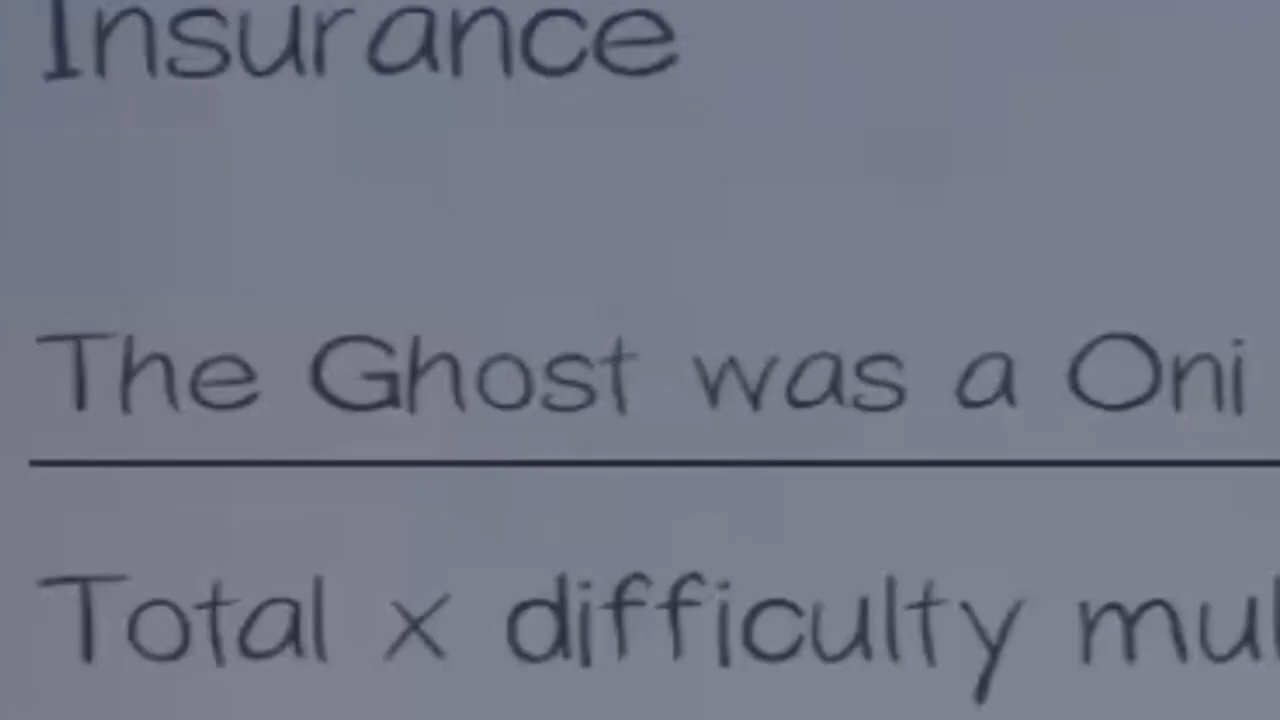 Insurance
The Ghost was a Oni
Total x difficulty